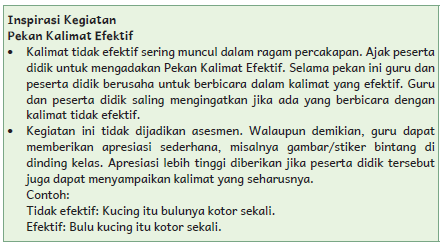 Inspirasi Kegiatan
Pekan Kalimat Efektif
• Kalimat tidak efektif sering muncul dalam ragam percakapan. Ajak peserta
didik untuk mengadakan Pekan Kalimat Efektif. Selama pekan ini guru dan
peserta didik berusaha untuk berbicara dalam kalimat yang efektif. Guru
dan peserta didik saling mengingatkan jika ada yang berbicara dengan
kalimat tidak efektif.
• Kegiatan ini tidak dijadikan asesmen. Walaupun demikian, guru dapat
memberikan apresiasi sederhana, misalnya gambar/stiker bintang di
dinding kelas. Apresiasi lebih tinggi diberikan jika peserta didik tersebut
juga dapat menyampaikan kalimat yang seharusnya.
Contoh:
Tidak efektif: Kucing itu bulunya kotor sekali.
Efektif: Bulu kucing itu kotor sekali.